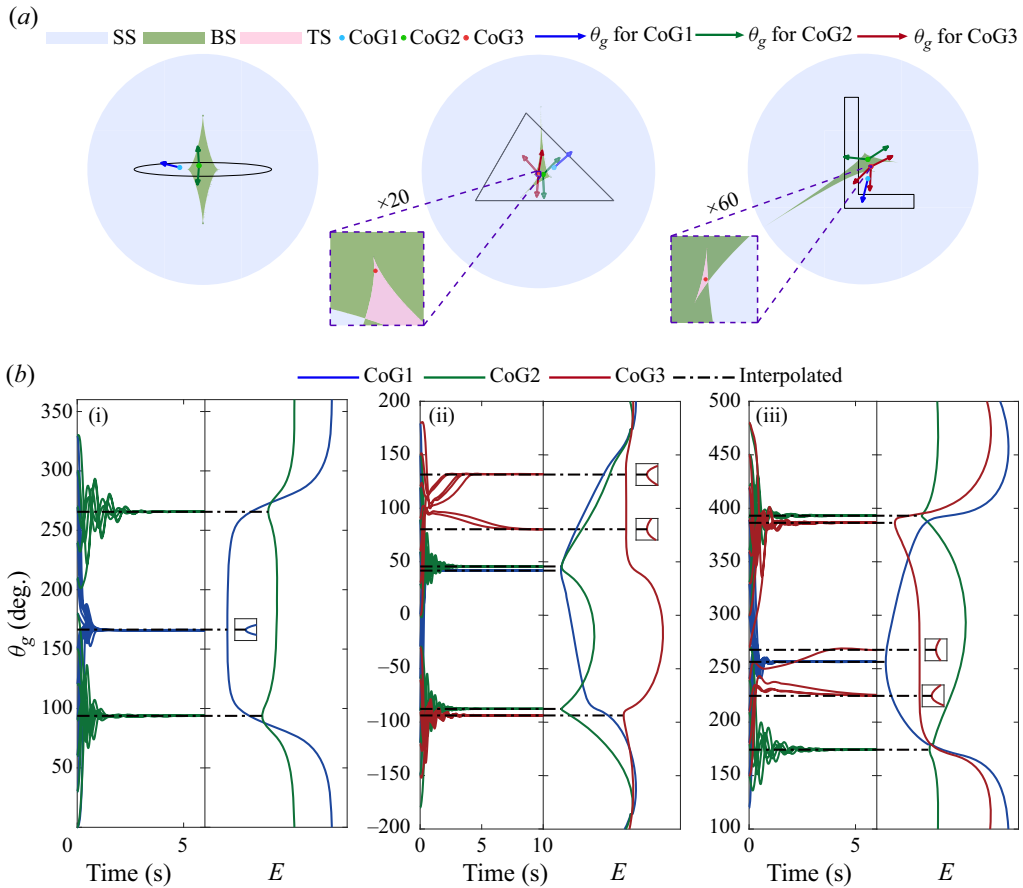 (a)
SS BS TS CoG1 CoG2 CoG3 θg for CoG1 θg for CoG2 θg for CoG3
×20
×60
(b)
CoG1 CoG2 CoG3 Interpolated
(i)
(ii)
(iii)
θg (deg.)
350
300
250
200
150
100
50
0
5
Time (s)
E
200
150
100
50
0
−50
−100
−150
−200
0
5
10
Time (s)
E
500
450
400
350
300
250
200
150
100
0
5
Time (s)
E